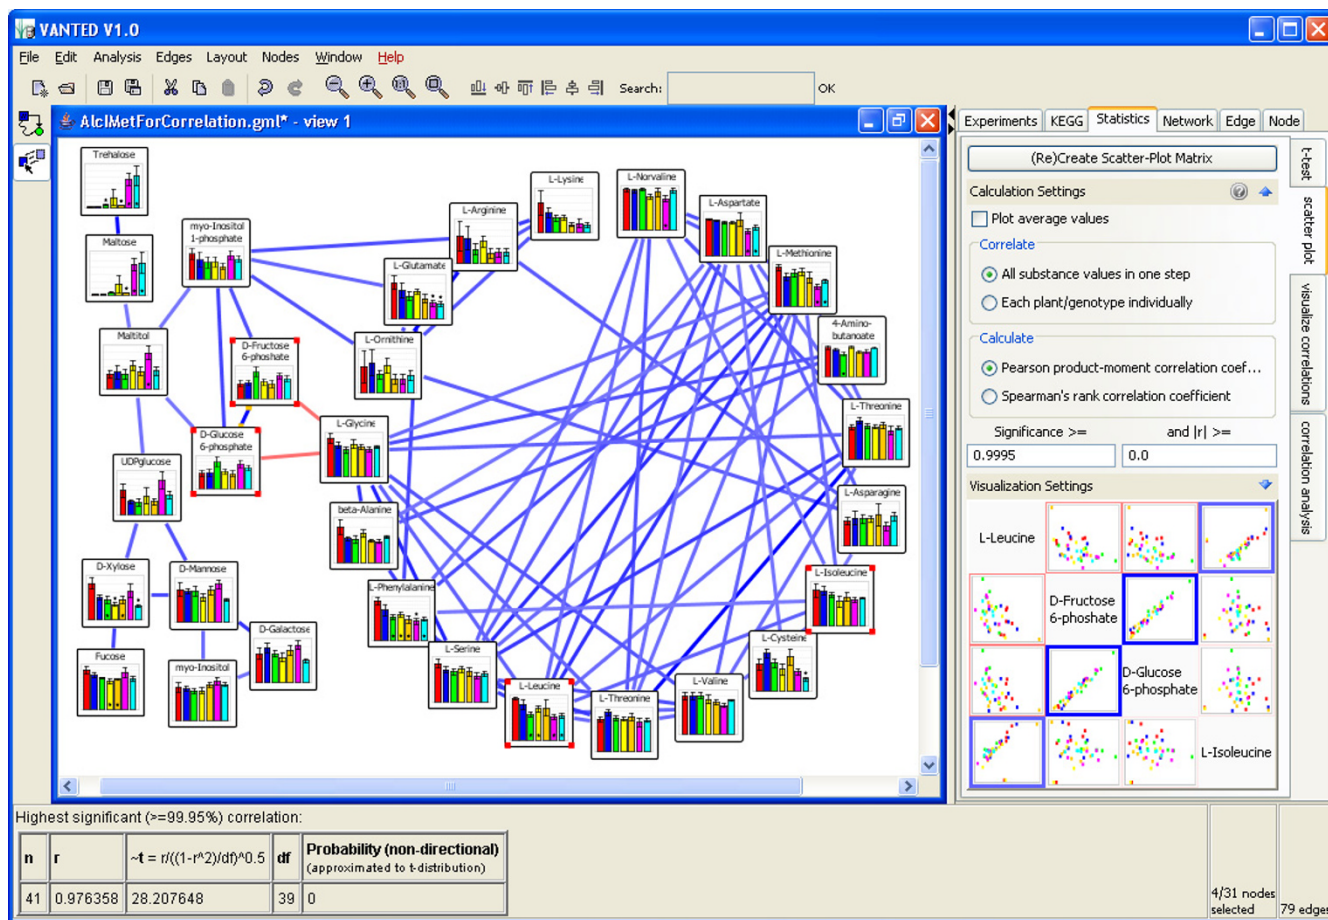 VANTED V1.0
File Edit Analysis Edges Layout Nodes Window Help
Search: OK
AlclMetForCorrelation.gml* - view 1
Trehalose
Maltose
myo-Inositol
1-phosphate
Maltitol
D-Fructose
6-phoshate
D-Glucose
6-phosphate
UDPglucose
D-Xylose
D-Mannose
Fucose
myo-Inositol
D-Galactose
L-Lysine
L-Arginine
L-Glutamate
L-Ornithine
L-Glycine
beta-Alanine
L-Phenylalanine
L-Serine
L-Leucine
L-Threonine
L-Valine
L-Cysteine
L-Isoleucine
L-Asparagine
L-Threonine
4-Amino-
butanoate
L-Methionine
L-Aspartate
L-Norvaline
Experiments KEGG Statistics Network Edge Node
(Re)Create Scatter-Plot Matrix
Calculation Settings
Plot average values
Correlate
All substance values in one step
Each plant/genotype individually
Calculate
Pearson product-moment correlation coef...
Spearman's rank correlation coefficient
Significance >= and |r| >=
0.9995 0.0
Visualization Settings
L-Leucine
D-Fructose
6-phoshate
D-Glucose
6-phosphate
L-Isoleucine
t-test
scatter plot
visualize correlations
correlation analysis
Highest significant (>=99.95%) correlation:
n r ~t = r/((1-r^2)/df)^0.5 df Probability (non-directional)
(approximated to t-distribution)
41 0.976358 28.207648 39 0
4/31 nodes
selected
79 edges